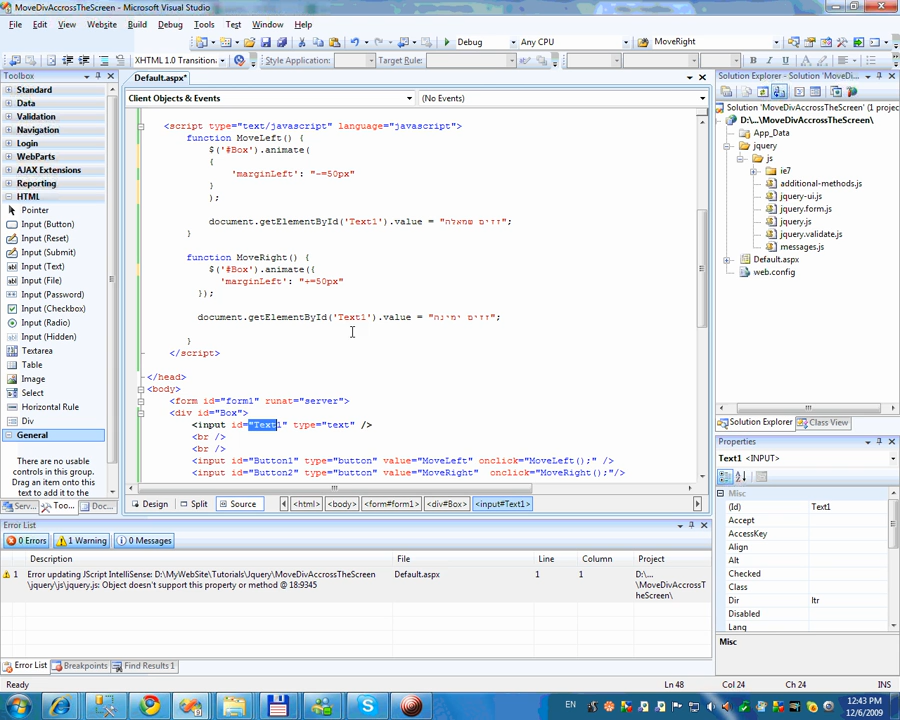 MoveDivAccrossTheScreen - Microsoft Visual Studio
File Edit View Website Build Debug Tools Test Window Help
Debug Any CPU MoveRight
XHTML 1.0 Transition Style Application: Target Rule:
Toolbox
Standard
Data
Validation
Navigation
Login
WebParts
AJAX Extensions
Reporting
HTML
Pointer
Input (Button)
Input (Reset)
Input (Submit)
Input (Text)
Input (File)
Input (Password)
Input (Checkbox)
Input (Radio)
Input (Hidden)
Textarea
Table
Image
Select
Horizontal Rule
Div
General
There are no usable
controls in this group.
Drag an item onto this
text to add it to the
Serv... Too... Doc...
Default.aspx*
Client Objects & Events (No Events)
<script type="text/javascript" language="javascript">
function MoveLeft() {
$('#Box').animate(
{
'marginLeft': "-=50px"
}
);
document.getElementById('Text1').value = "זזים שמאלה";
}
function MoveRight() {
$('#Box').animate({
'marginLeft': "+=50px"
});
document.getElementById('Text1').value = "זזים ימינה";
}
</script>
</head>
<body>
<form id="form1" runat="server">
<div id="Box">
<input id="Text1" type="text" />
<br />
<br />
<input id="Button1" type="button" value="MoveLeft" onclick="MoveLeft();" />
<input id="Button2" type="button" value="MoveRight" onclick="MoveRight();"/>
Design Split Source <html> <body> <form#form1> <div#Box> <input#Text1>
Error List
0 Errors 1 Warning 0 Messages
Description File Line Column Project
1 Error updating JScript IntelliSense: D:\MyWebSite\Tutorials\Jquery\MoveDivAccrossTheScreen
\jquery\js\jquery.js: Object doesn't support this property or method @ 18:9345
Default.aspx 1 1 D:\...
\MoveDivAccrossT
heScreen\
Error List Breakpoints Find Results 1
Solution Explorer - Solution 'MoveDi...
Solution 'MoveDivAccrossTheScreen' (1 projec
D:\...\MoveDivAccrossTheScreen\
App_Data
jquery
js
ie7
additional-methods.js
jquery-ui.js
jquery.form.js
jquery.js
jquery.validate.js
messages.js
Default.aspx
web.config
Solution Explorer Class View
Properties
Text1 <INPUT>
Misc
(Id) Text1
Accept
AccessKey
Align
Alt
Checked
Class
Dir ltr
Disabled
Lang
Misc
Ready Ln 48 Col 24 Ch 24 INS
EN 12:43 PM
12/6/2009